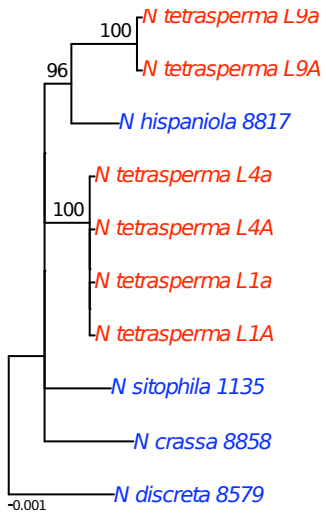 N tetrasperma L9a
100
N tetrasperma L9A
96
N hispaniola 8817
N tetrasperma L4a
100
N tetrasperma L4A
N tetrasperma L1a
N tetrasperma L1A
N sitophila 1135
N crassa 8858
N discreta 8579
0.001